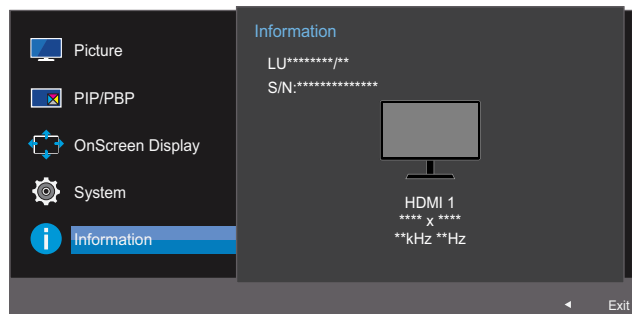 Picture
PIP/PBP
OnScreen Display
System
Information
Information
LU********/**
S/N:**************
HDMI 1
**** x ****
**kHz **Hz
Exit